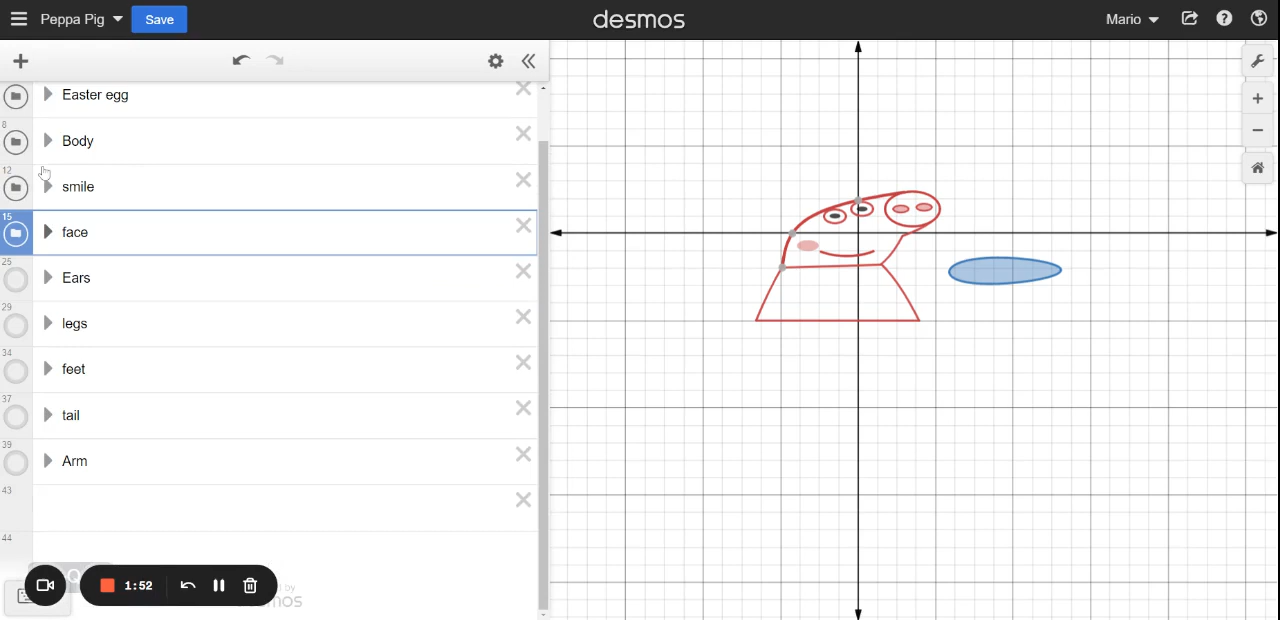 Peppa Pig
Save
desmos
Mario
Easter egg
8
Body
12
smile
15
face
25
Ears
29
legs
34
feet
37
tail
39
Arm
43
44
1:52